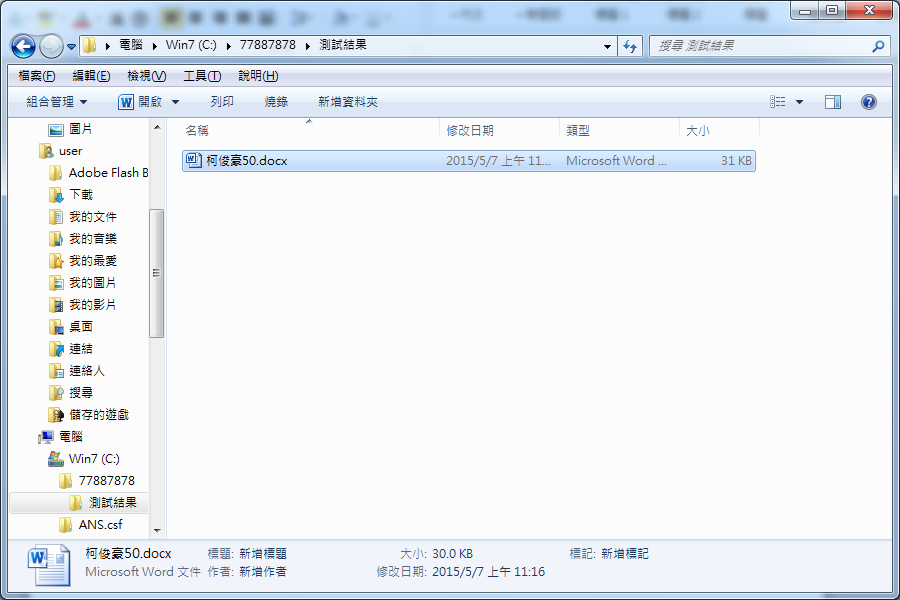 電腦 ▸ Win7 (C:) ▸ 77887878 ▸ 測試結果
搜尋 測試結果
檔案(F) 編輯(E) 檢視(V) 工具(T) 說明(H)
組合管理 開啟 列印 燒錄 新增資料夾
名稱 修改日期 類型 大小
柯俊豪50.docx 2015/5/7 上午 11... Microsoft Word ... 31 KB
圖片
user
Adobe Flash B
下載
我的文件
我的音樂
我的最愛
我的圖片
我的影片
桌面
連結
連絡人
搜尋
儲存的遊戲
電腦
Win7 (C:)
77887878
測試結果
ANS.csf
柯俊豪50.docx 標題: 新增標題 大小: 30.0 KB 標記: 新增標記
Microsoft Word 文件 作者: 新增作者 修改日期: 2015/5/7 上午 11:16